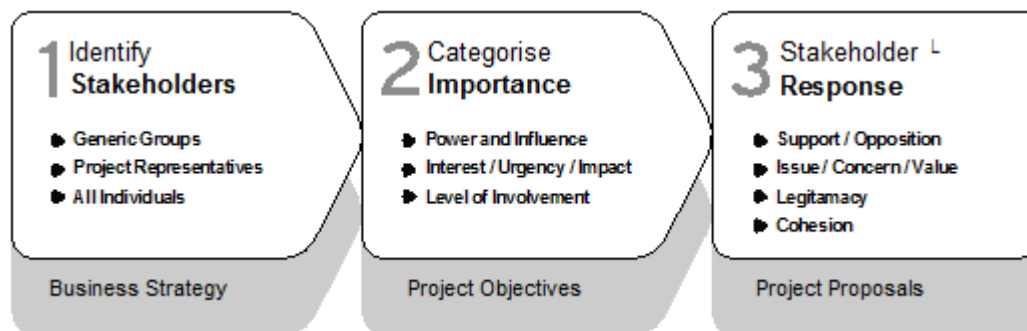 1 Identify
Stakeholders
Generic Groups
Project Representatives
All Individuals
Business Strategy
2 Categorise
Importance
Power and Influence
Interest / Urgency / Impact
Level of Involvement
Project Objectives
3 Stakeholder └
Response
Support / Opposition
Issue / Concern / Value
Legitamacy
Cohesion
Project Proposals